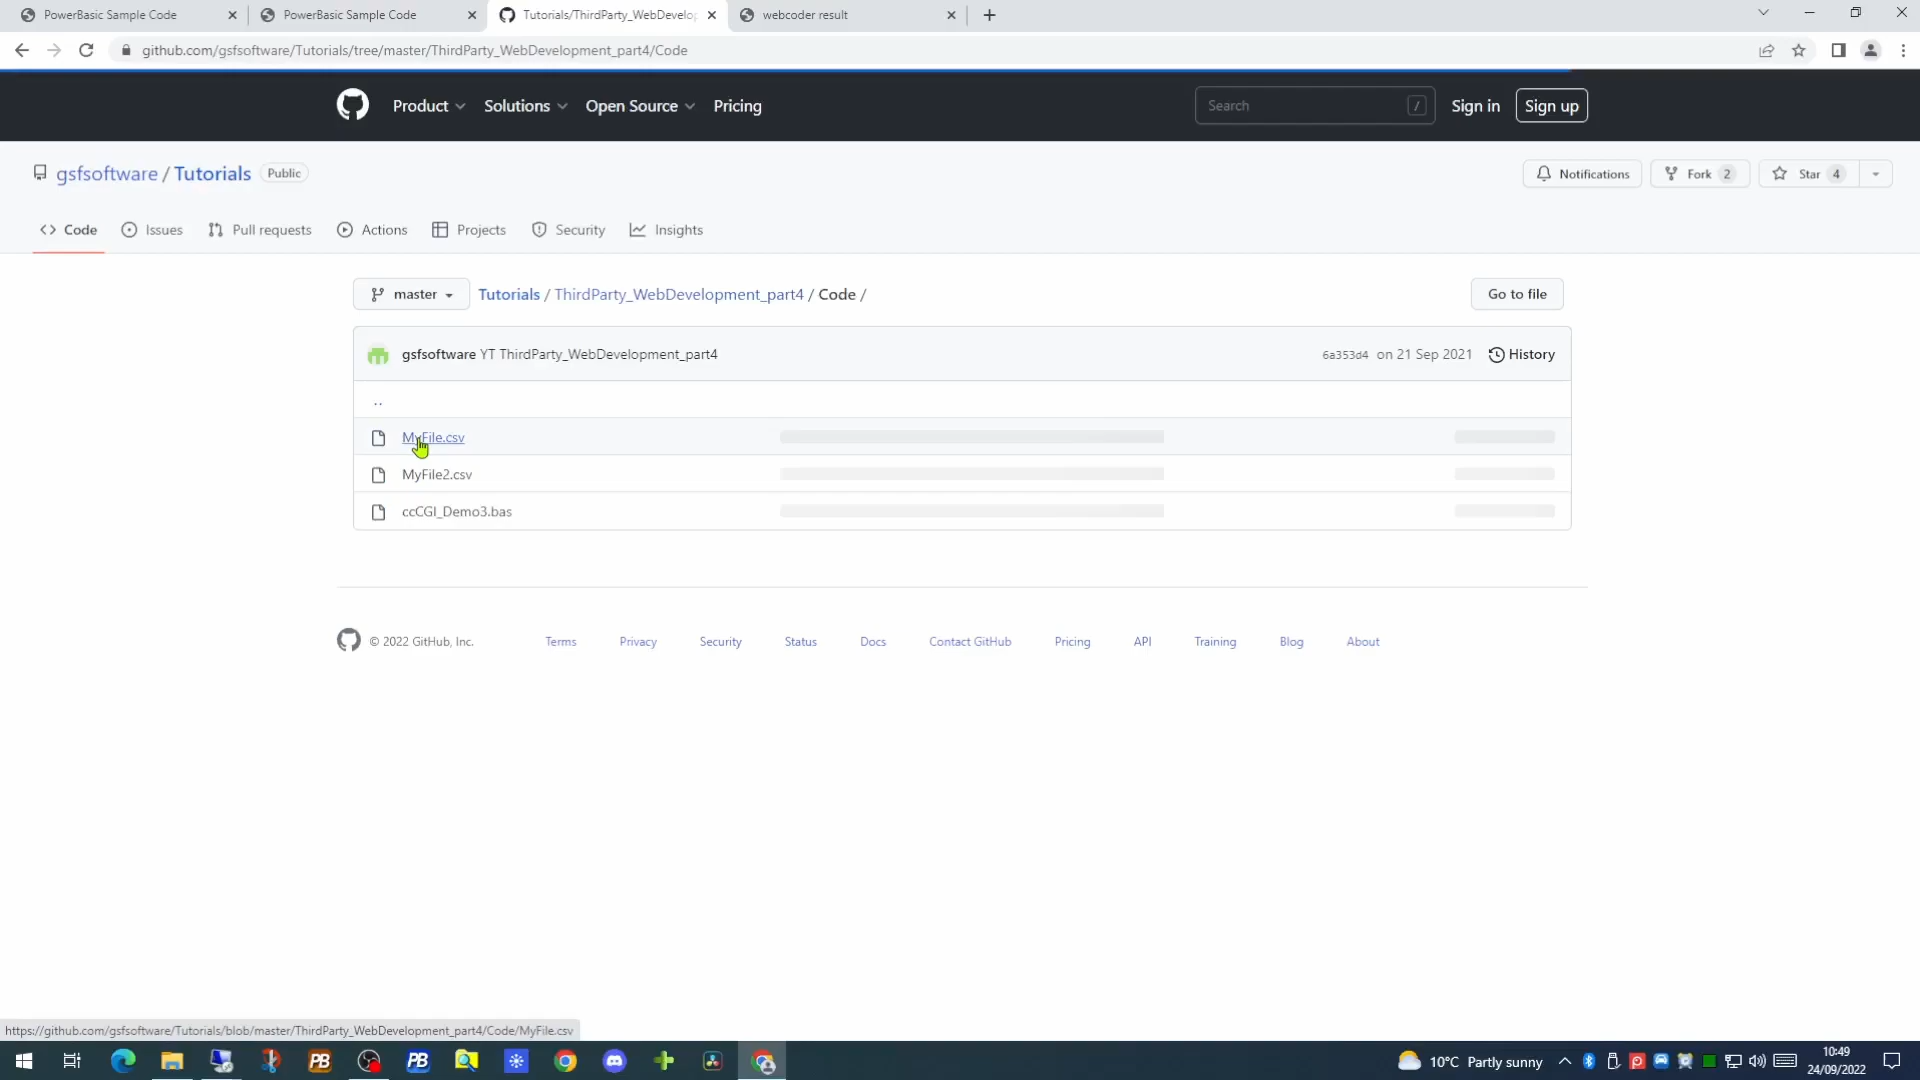 PowerBasic Sample Code
PowerBasic Sample Code
Tutorials/ThirdParty_WebDevelo
webcoder result
github.com/gsfsoftware/Tutorials/tree/master/ThirdParty_WebDevelopment_part4/Code
Product
Solutions
Open Source
Pricing
Search
/
Sign in
Sign up
gsfsoftware / Tutorials
Public
Notifications
Fork 2
Star 4
Code
Issues
Pull requests
Actions
Projects
Security
Insights
master
Tutorials / ThirdParty_WebDevelopment_part4 / Code /
Go to file
gsfsoftware YT ThirdParty_WebDevelopment_part4
6a353d4 on 21 Sep 2021
History
..
MyFile.csv
MyFile2.csv
ccCGI_Demo3.bas
© 2022 GitHub, Inc.
Terms
Privacy
Security
Status
Docs
Contact GitHub
Pricing
API
Training
Blog
About
https://github.com/gsfsoftware/Tutorials/blob/master/ThirdParty_WebDevelopment_part4/Code/MyFile.csv
PB
PB
10°C Partly sunny
10:49
24/09/2022